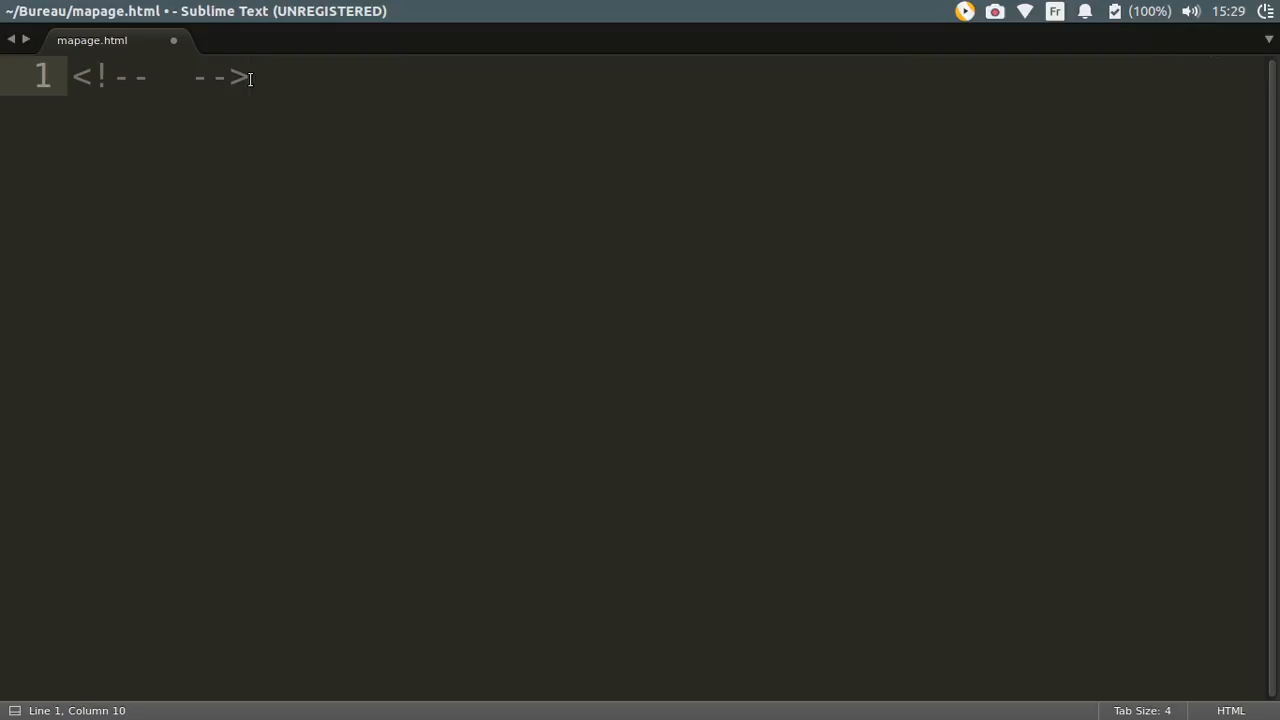 ~/Bureau/mapage.html • - Sublime Text (UNREGISTERED)
Fr
(100%)
15:29
mapage.html
1
<!--  -->
Line 1, Column 10
Tab Size: 4
HTML